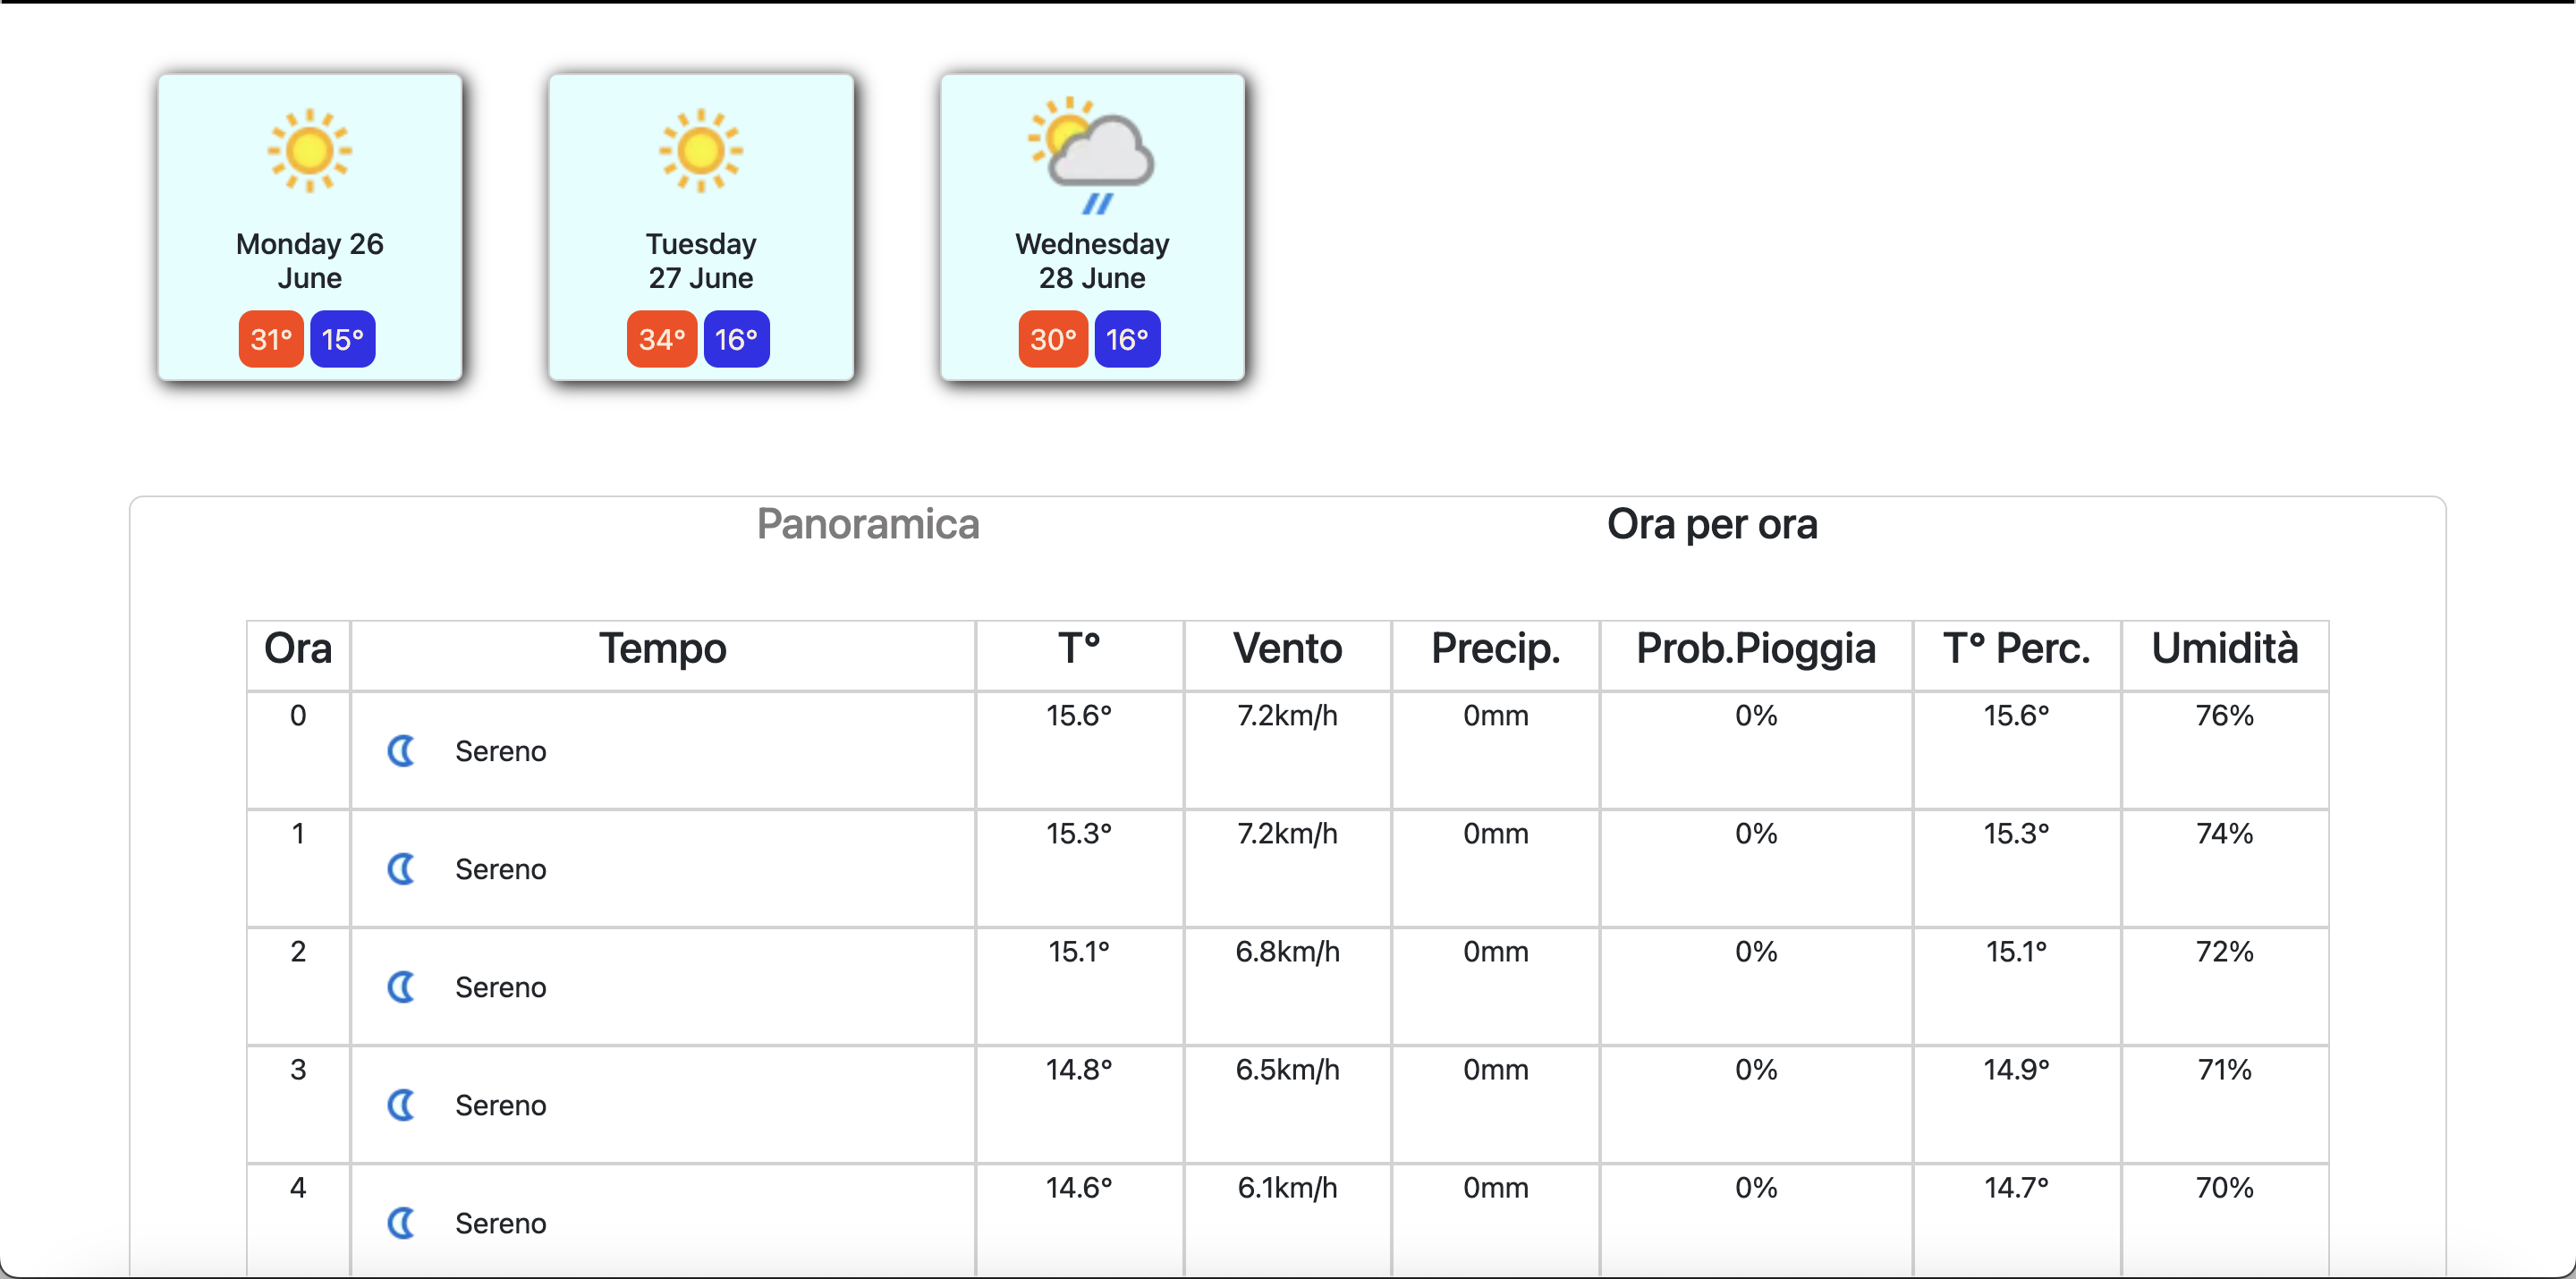 Monday 26
June
31° 15°
Tuesday
27 June
34° 16°
Wednesday
28 June
30° 16°
Panoramica Ora per ora
Ora Tempo T° Vento Precip. Prob.Pioggia T° Perc. Umidità
0 Sereno 15.6° 7.2km/h 0mm 0% 15.6° 76%
1 Sereno 15.3° 7.2km/h 0mm 0% 15.3° 74%
2 Sereno 15.1° 6.8km/h 0mm 0% 15.1° 72%
3 Sereno 14.8° 6.5km/h 0mm 0% 14.9° 71%
4 Sereno 14.6° 6.1km/h 0mm 0% 14.7° 70%